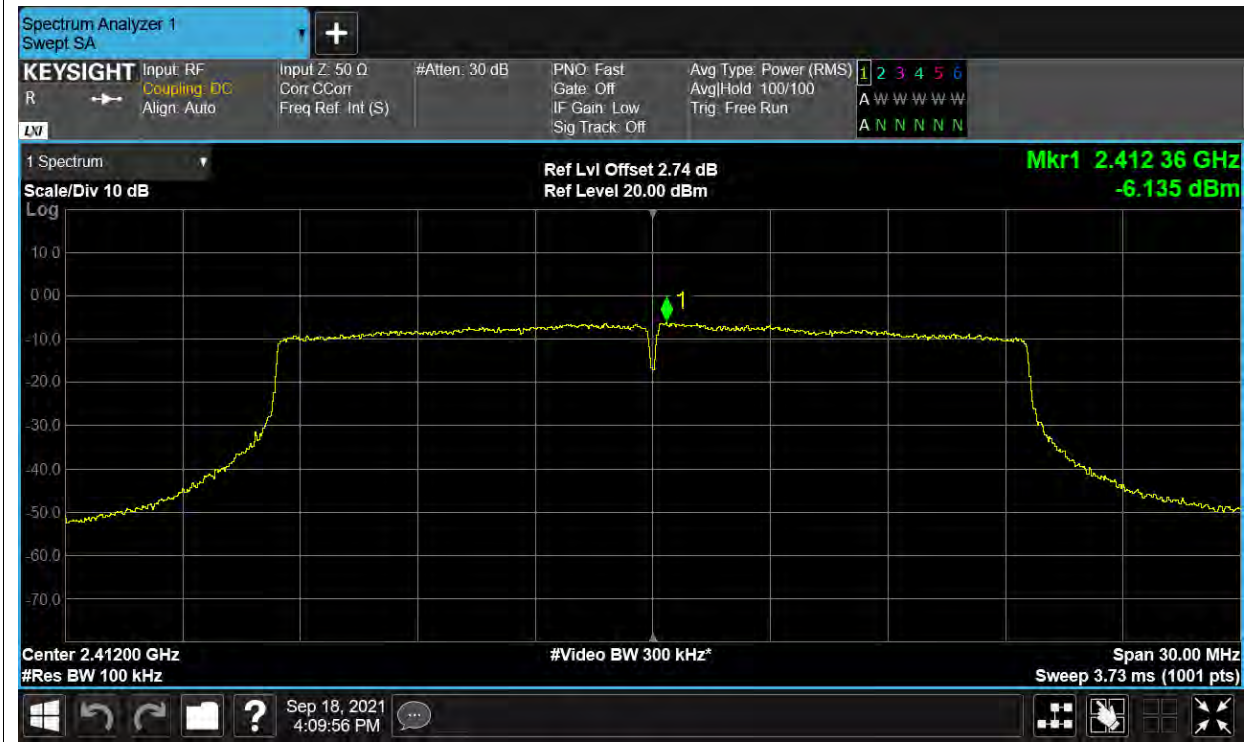 Spectrum Analyzer 1
Swept SA
+
KEYSIGHT Input: RF Input Z: 50 Ω #Atten: 30 dB PNO: Fast Avg Type: Power (RMS) 1 2 3 4 5 6
R Coupling: DC Corr CCorr Gate: Off Avg|Hold: 100/100 A W W W W W
Align: Auto Freq Ref: Int (S) IF Gain: Low Trig: Free Run
LXI Sig Track: Off A N N N N N
1 Spectrum Ref Lvl Offset 2.74 dB Mkr1 2.412 36 GHz
Scale/Div 10 dB Ref Level 20.00 dBm -6.135 dBm
Log
10.0
0.00
1
-10.0
-20.0
-30.0
-40.0
-50.0
-60.0
-70.0
Center 2.41200 GHz #Video BW 300 kHz* Span 30.00 MHz
#Res BW 100 kHz Sweep 3.73 ms (1001 pts)
? Sep 18, 2021
4:09:56 PM